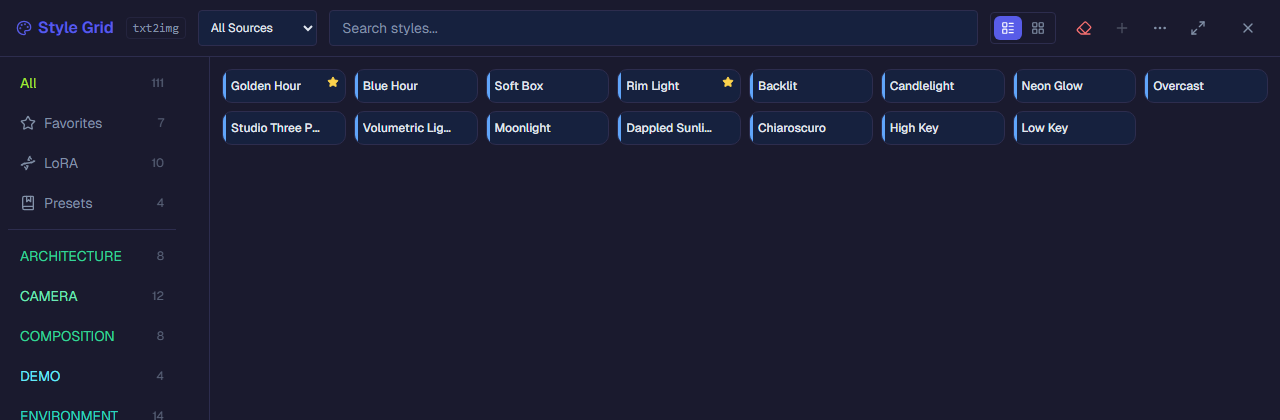 Style Grid txt2img All Sources Search styles...
All 111
Favorites 7
LoRA 10
Presets 4
ARCHITECTURE 8
CAMERA 12
COMPOSITION 8
DEMO 4
ENVIRONMENT 14
Golden Hour Blue Hour Soft Box Rim Light Backlit Candlelight Neon Glow Overcast
Studio Three P... Volumetric Lig... Moonlight Dappled Sunli... Chiaroscuro High Key Low Key